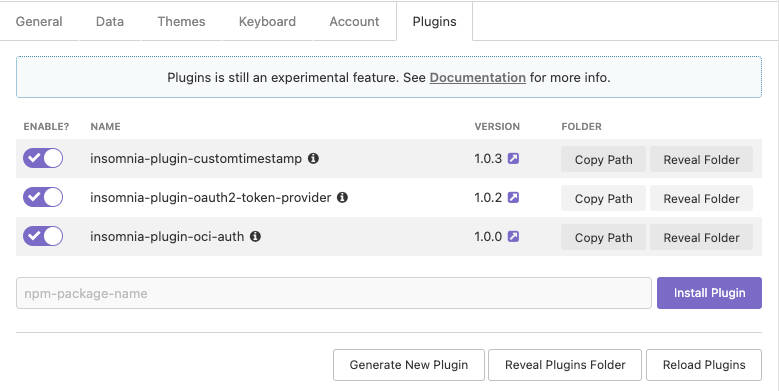 General Data Themes Keyboard Account Plugins
Plugins is still an experimental feature. See Documentation for more info.
ENABLE? NAME VERSION FOLDER
insomnia-plugin-customtimestamp 1.0.3 Copy Path Reveal Folder
insomnia-plugin-oauth2-token-provider 1.0.2 Copy Path Reveal Folder
insomnia-plugin-oci-auth 1.0.0 Copy Path Reveal Folder
npm-package-name Install Plugin
Generate New Plugin Reveal Plugins Folder Reload Plugins